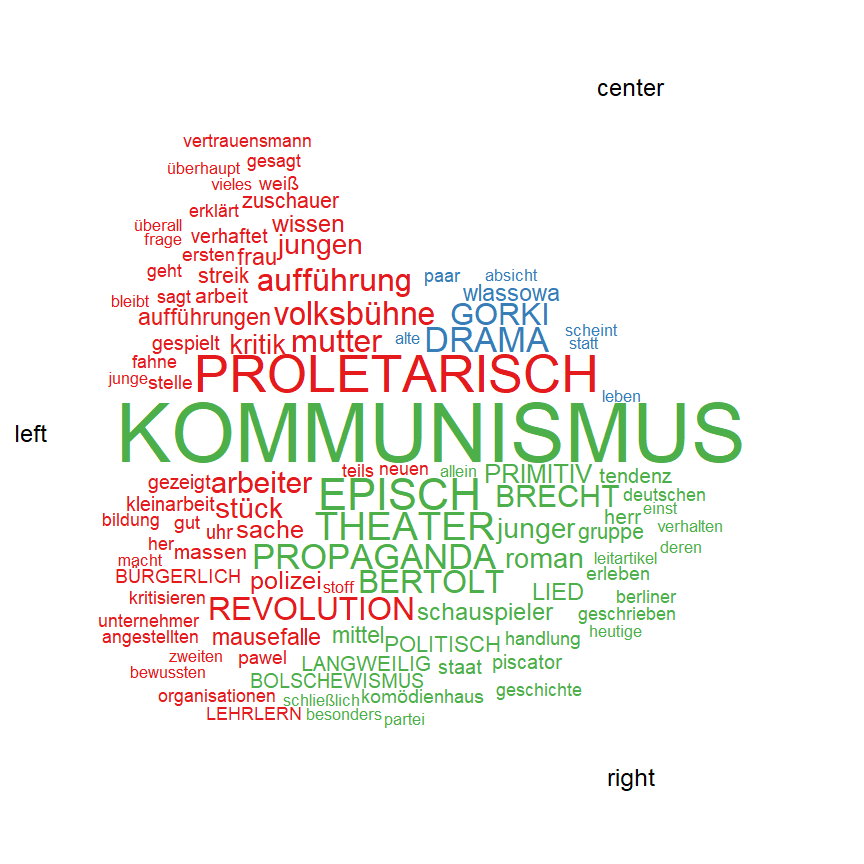 center
vertrauensmann
überhaupt gesagt
vieles weiß
erklärt zuschauer
überall wissen
frage verhaftet jungen
ersten frau
geht streik aufführung paar absicht
bleibt sagt arbeit wlassowa
aufführungen volksbühne GORKI
gespielt kritik mutter alte DRAMA scheint
statt
fahne PROLETARISCH
junge stelle leben
left KOMMUNISMUS
gezeigt arbeiter teils neuen allein PRIMITIV tendenz
kleinarbeit stück EPISCH BRECHT deutschen
bildung gut uhr sache THEATER junger herr einst
gruppe verhalten
her massen PROPAGANDA roman deren
macht leitartikel
BÜRGERLICH polizei stoff BERTOLT LIED erleben
kritisieren REVOLUTION schauspieler berliner
unternehmer geschrieben
angestellten mausefalle mittel POLITISCH handlung heutige
zweiten pawel LANGWEILIG staat piscator
bewussten BOLSCHEWISMUS
organisationen schließlich komödienhaus geschichte
LEHRLERN besonders partei
right